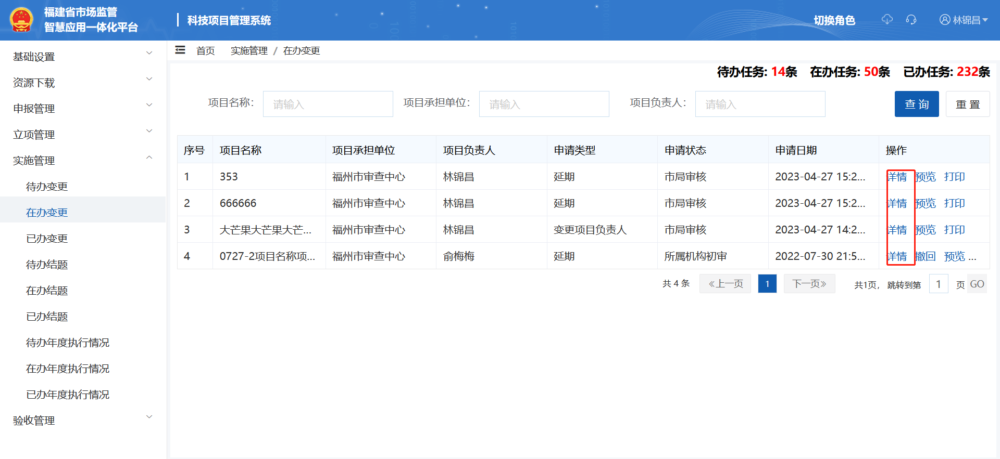 福建省市场监管
智慧应用一体化平台
科技项目管理系统
切换角色
林锦昌
基础设置
资源下载
申报管理
立项管理
实施管理
待办变更
在办变更
已办变更
待办结题
在办结题
已办结题
待办年度执行情况
在办年度执行情况
已办年度执行情况
验收管理
首页 实施管理 / 在办变更
待办任务: 14条 在办任务: 50条 已办任务: 232条
项目名称: 请输入 项目承担单位: 请输入 项目负责人: 请输入 查 询 重 置
序号 项目名称 项目承担单位 项目负责人 申请类型 申请状态 申请日期 操作
1 353 福州市审查中心 林锦昌 延期 市局审核 2023-04-27 15:2... 详情 预览 打印
2 666666 福州市审查中心 林锦昌 延期 市局审核 2023-04-27 15:2... 详情 预览 打印
3 大芒果大芒果大芒... 福州市审查中心 林锦昌 变更项目负责人 市局审核 2023-04-27 14:2... 详情 预览 打印
4 0727-2项目名称项... 福州市审查中心 俞梅梅 延期 所属机构初审 2022-07-30 21:5... 详情 撤回 预览 ...
共 4 条 «上一页 1 下一页» 共1页， 跳转到第 1 页 GO